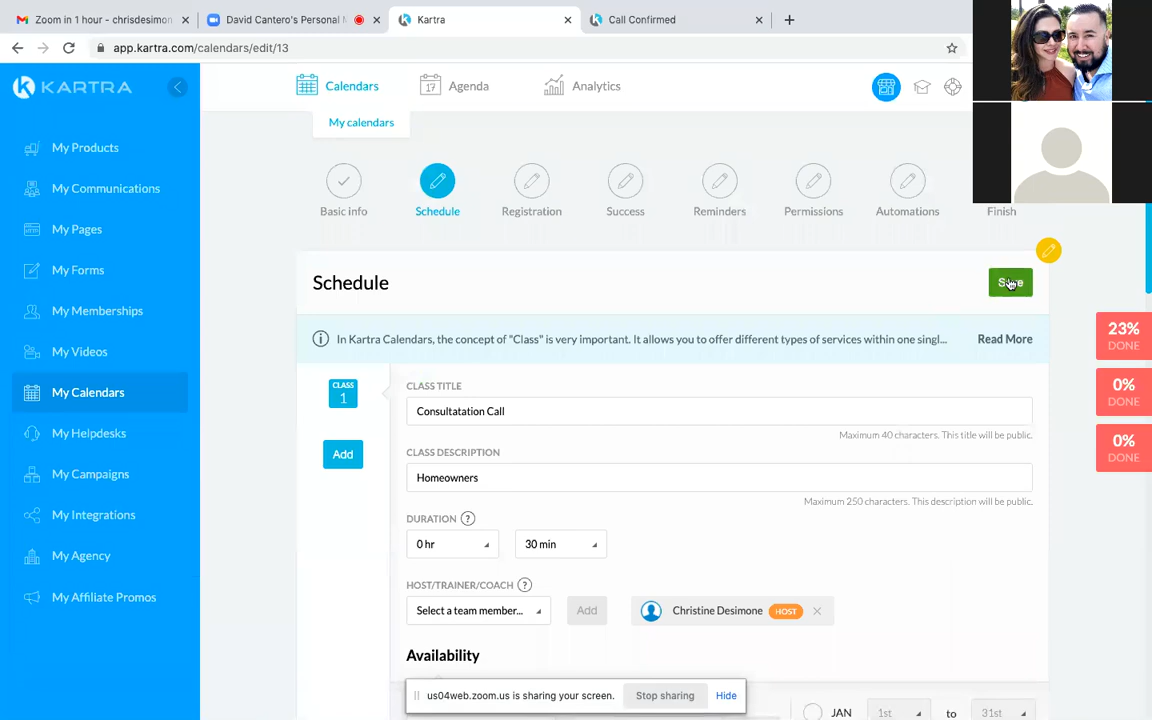 Zoom in 1 hour - chrisdesimon
David Cantero's Personal M
Kartra
Call Confirmed
app.kartra.com/calendars/edit/13
KARTRA
Calendars
Agenda
Analytics
My calendars
My Products
My Communications
My Pages
My Forms
My Memberships
My Videos
My Calendars
My Helpdesks
My Campaigns
My Integrations
My Agency
My Affiliate Promos
Basic info
Schedule
Registration
Success
Reminders
Permissions
Automations
Finish
Schedule
In Kartra Calendars, the concept of "Class" is very important. It allows you to offer different types of services within one singl...
Read More
CLASS
1
Add
CLASS TITLE
Consultatation Call
Maximum 40 characters. This title will be public.
CLASS DESCRIPTION
Homeowners
Maximum 250 characters. This description will be public.
DURATION ?
0 hr
30 min
HOST/TRAINER/COACH ?
Select a team member...
Add
Christine Desimone
HOST
Availability
JAN
1st
to
31st
23%
DONE
0%
DONE
0%
DONE
us04web.zoom.us is sharing your screen.
Stop sharing
Hide